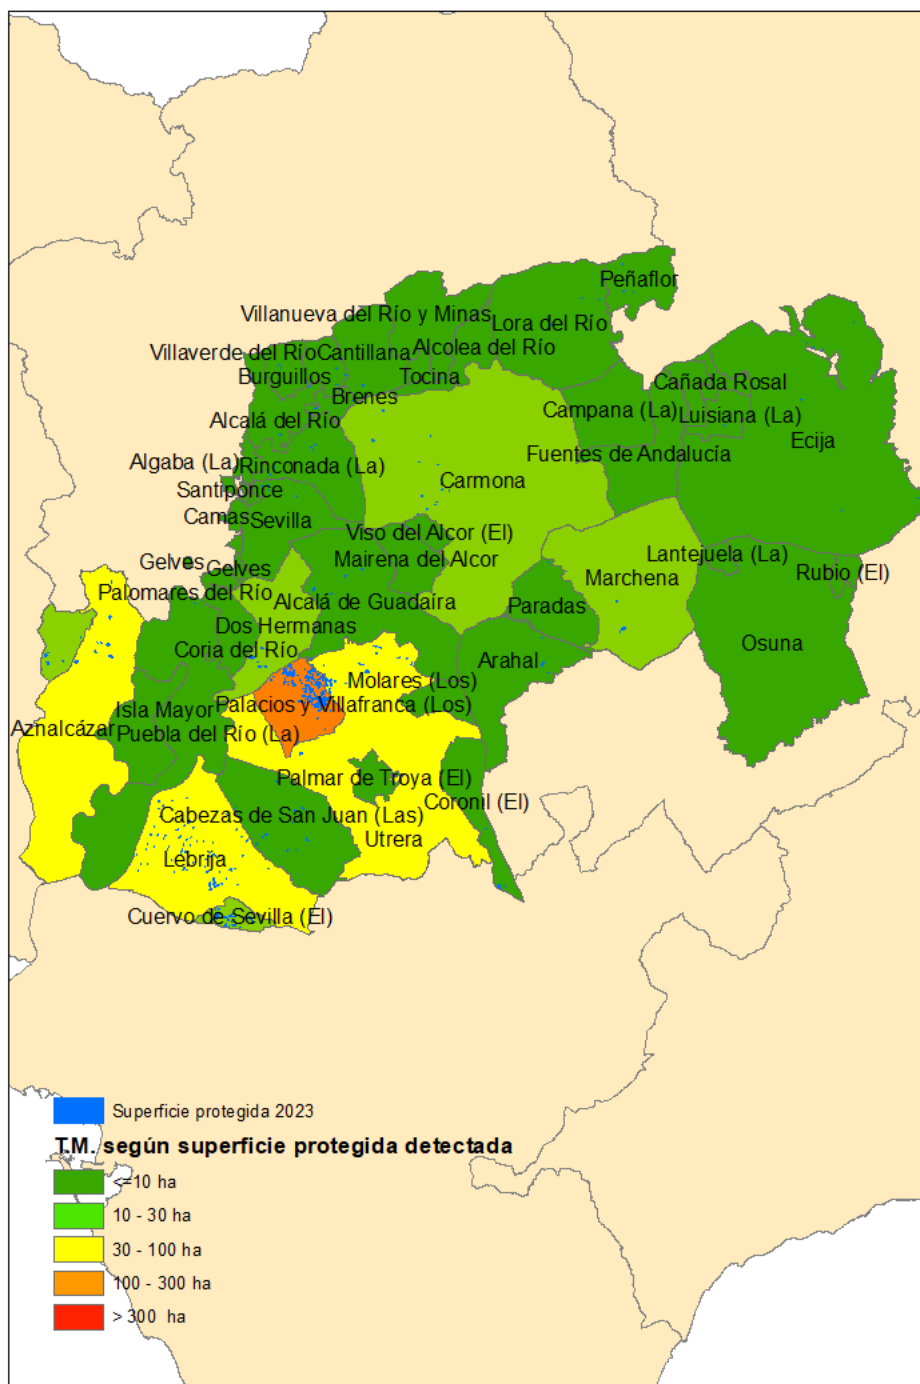 Peñaflor
Villanueva del Río y Minas
Lora del Río
Villaverde del Río
Cantillana
Alcolea del Río
Burguillos
Tocina
Cañada Rosal
Brenes
Campana (La)
Luisiana (La)
Alcalá del Río
Ecija
Fuentes de Andalucía
Algaba (La)
Rinconada (La)
Carmona
Santiponce
Camas
Sevilla
Viso del Alcor (El)
Lantejuela (La)
Gelves
Gelves
Mairena del Alcor
Marchena
Rubio (El)
Palomares del Río
Alcalá de Guadaíra
Paradas
Dos Hermanas
Osuna
Coria del Río
Arahal
Molares (Los)
Isla Mayor
Palacios y Villafranca (Los)
Aznalcázar
Puebla del Río (La)
Palmar de Troya (El)
Coronil (El)
Cabezas de San Juan (Las)
Utrera
Lebrija
Cuervo de Sevilla (El)
Superficie protegida 2023
T.M. según superficie protegida detectada
<=10 ha
10 - 30 ha
30 - 100 ha
100 - 300 ha
> 300 ha